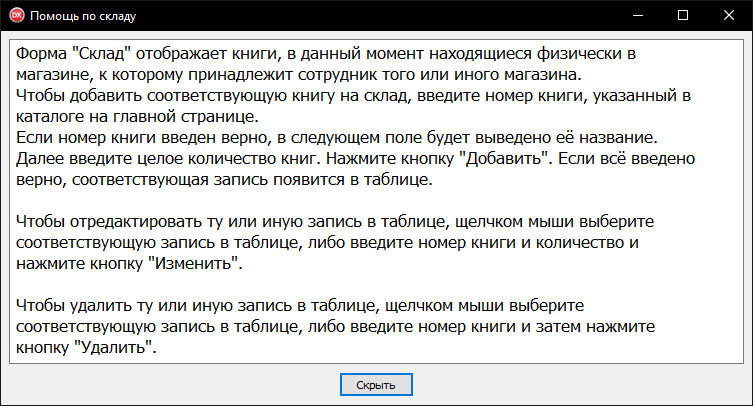 DX Помощь по складу
Форма "Склад" отображает книги, в данный момент находящиеся физически в
магазине, к которому принадлежит сотрудник того или иного магазина.
Чтобы добавить соответствующую книгу на склад, введите номер книги, указанный в
каталоге на главной странице.
Если номер книги введен верно, в следующем поле будет выведено её название.
Далее введите целое количество книг. Нажмите кнопку "Добавить". Если всё введено
верно, соответствующая запись появится в таблице.
Чтобы отредактировать ту или иную запись в таблице, щелчком мыши выберите
соответствующую запись в таблице, либо введите номер книги и количество и
нажмите кнопку "Изменить".
Чтобы удалить ту или иную запись в таблице, щелчком мыши выберите
соответствующую запись в таблице, либо введите номер книги и затем нажмите
кнопку "Удалить".
Скрыть